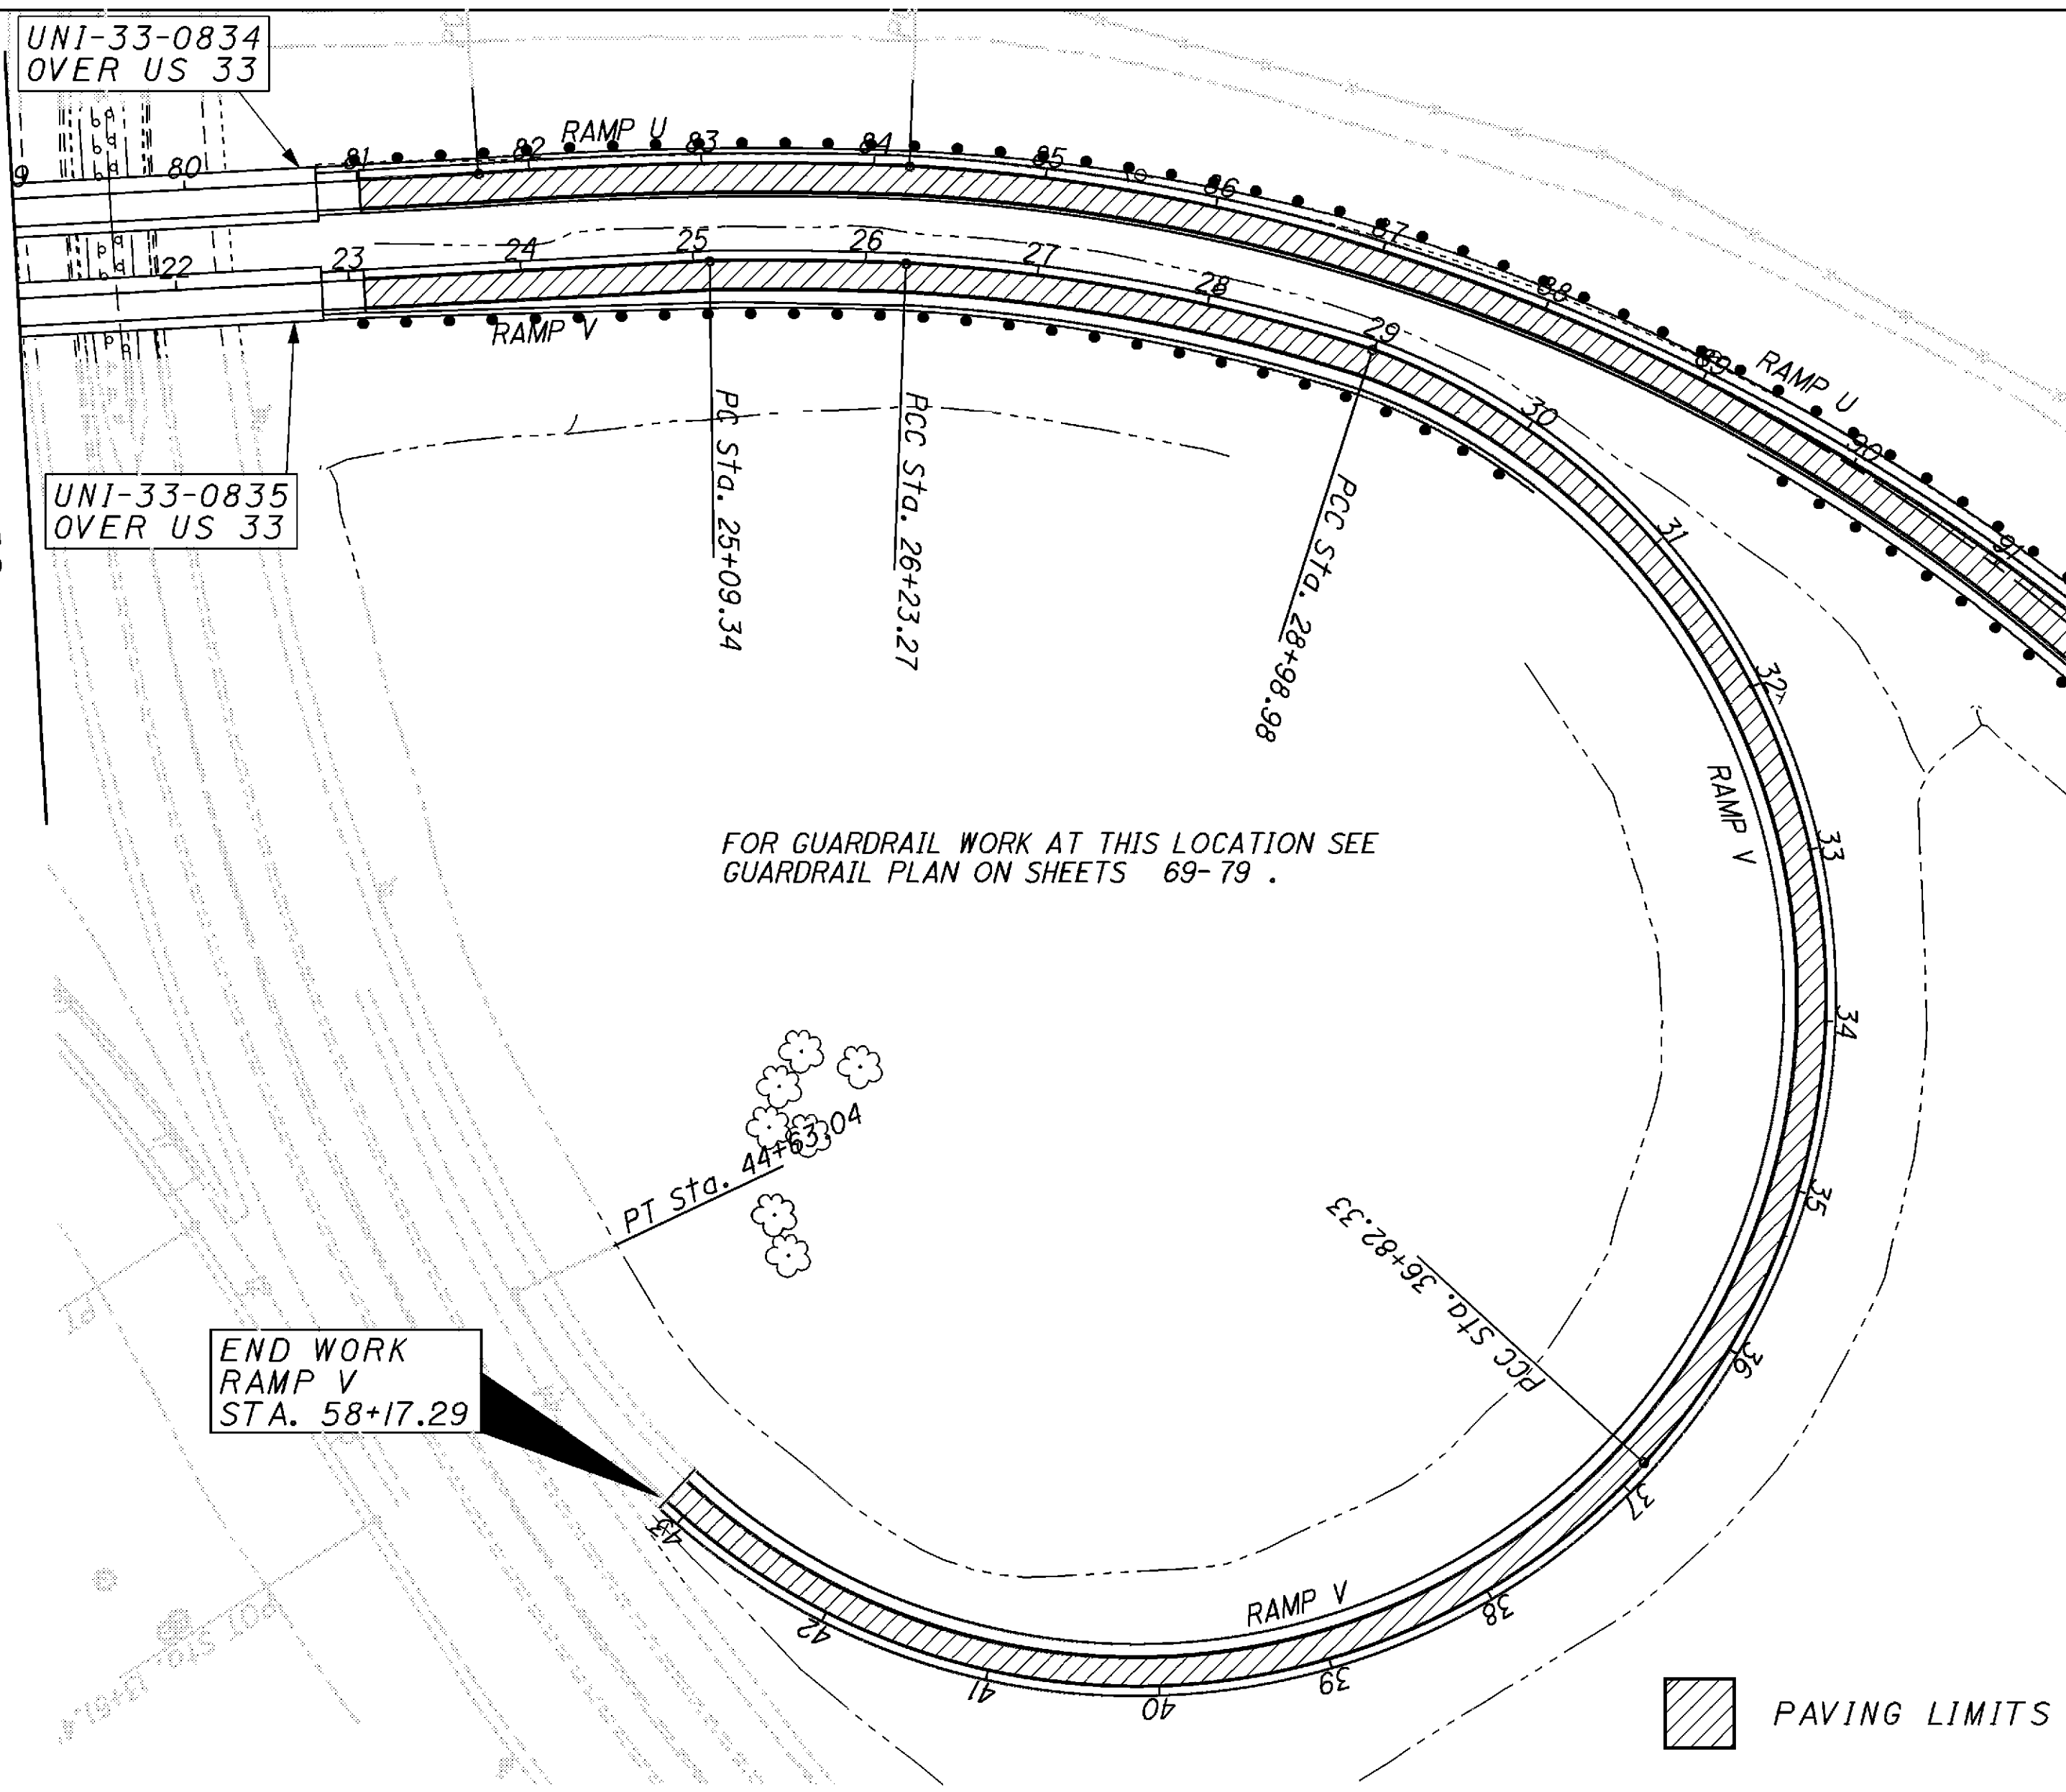 UNI-33-0834
OVER US 33
9
80
81
82
RAMP U
83
84
85
86
87
88
89
RAMP U
90
91
22
23
24
25
26
27
28
29
30
31
32
33
34
35
36
37
38
39
40
41
42
43
RAMP V
UNI-33-0835
OVER US 33
PC Sta. 25+09.34
PCC Sta. 26+23.27
PCC Sta. 28+98.98
RAMP V
FOR GUARDRAIL WORK AT THIS LOCATION SEE
GUARDRAIL PLAN ON SHEETS 69-79 .
PT Sta. 44+63.04
PCC Sta. 36+82.33
END WORK
RAMP V
STA. 58+17.29
RAMP V
PAVING LIMITS